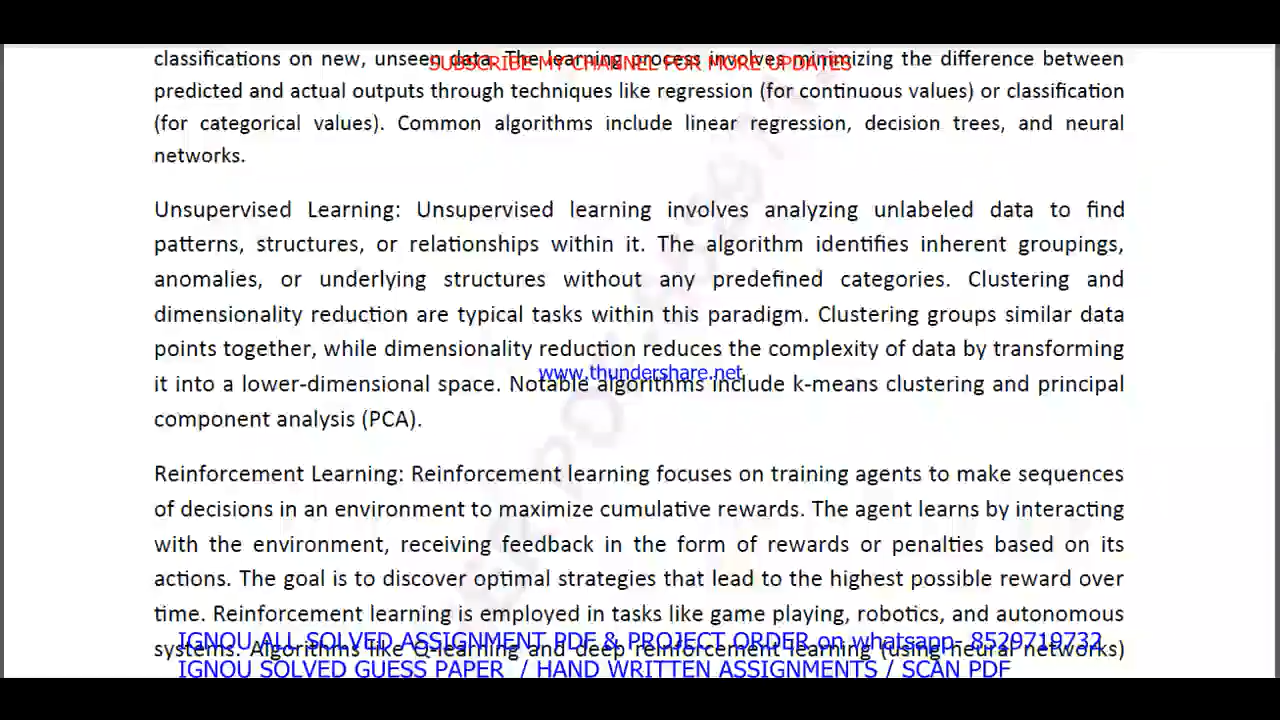 classifications on new, unseen data. The learning process involves minimizing the difference between
SUBSCRIBE MY CHANNEL FOR MORE UPDATES
predicted and actual outputs through techniques like regression (for continuous values) or classification
(for categorical values). Common algorithms include linear regression, decision trees, and neural
networks.
Unsupervised Learning: Unsupervised learning involves analyzing unlabeled data to find
patterns, structures, or relationships within it. The algorithm identifies inherent groupings,
anomalies, or underlying structures without any predefined categories. Clustering and
dimensionality reduction are typical tasks within this paradigm. Clustering groups similar data
points together, while dimensionality reduction reduces the complexity of data by transforming
www.thundershare.net
it into a lower-dimensional space. Notable algorithms include k-means clustering and principal
component analysis (PCA).
Reinforcement Learning: Reinforcement learning focuses on training agents to make sequences
of decisions in an environment to maximize cumulative rewards. The agent learns by interacting
with the environment, receiving feedback in the form of rewards or penalties based on its
actions. The goal is to discover optimal strategies that lead to the highest possible reward over
time. Reinforcement learning is employed in tasks like game playing, robotics, and autonomous
IGNOU ALL SOLVED ASSIGNMENT PDF & PROJECT ORDER on whatsapp- 8529719732
systems. Algorithms like Q-learning and deep reinforcement learning (using neural networks)
IGNOU SOLVED GUESS PAPER / HAND WRITTEN ASSIGNMENTS / SCAN PDF